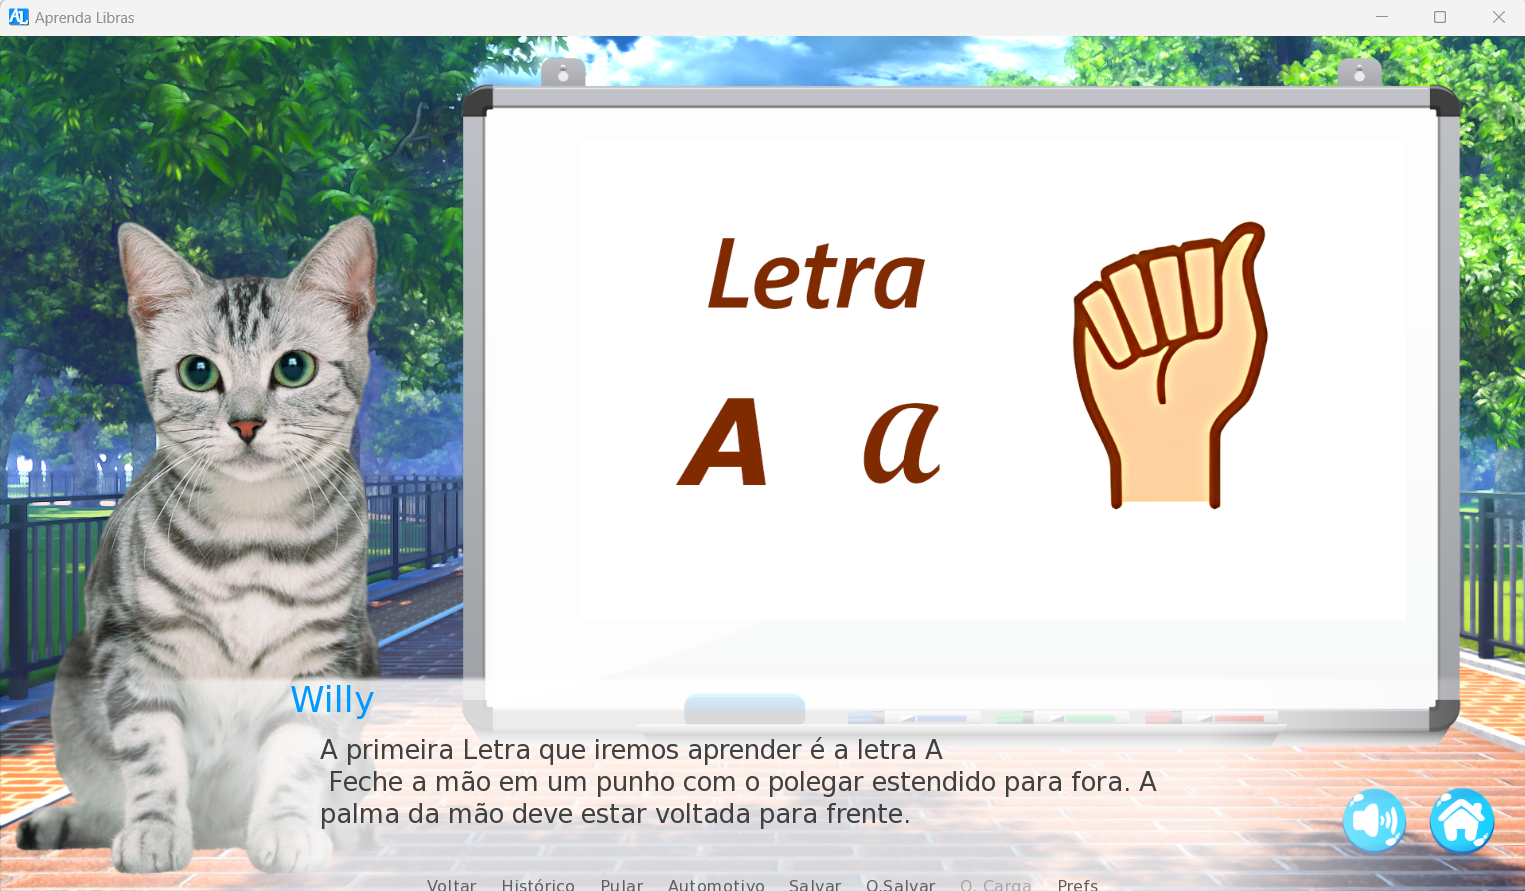 Aprenda Libras
Letra
A a
Willy
A primeira Letra que iremos aprender é a letra A
Feche a mão em um punho com o polegar estendido para fora. A
palma da mão deve estar voltada para frente.
Voltar Histórico Pular Automotivo Salvar Q.Salvar Q. Carga Prefs